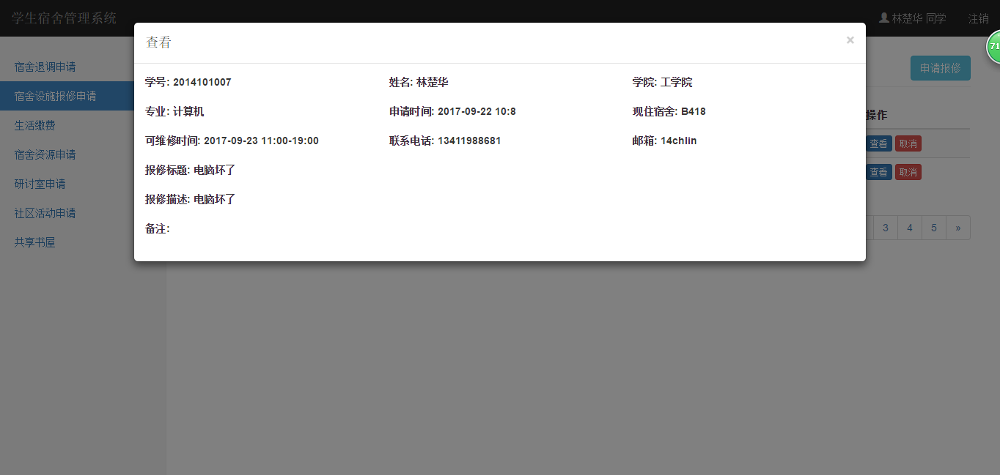 学生宿舍管理系统
林楚华 同学 注销
查看 ×
71
宿舍退调申请
申请报修
学号: 2014101007 姓名: 林楚华 学院: 工学院
宿舍设施报修申请
专业: 计算机 申请时间: 2017-09-22 10:8 现住宿舍: B418
操作
生活缴费
可维修时间: 2017-09-23 11:00-19:00 联系电话: 13411988681 邮箱: 14chlin
查看 取消
宿舍资源申请
报修标题: 电脑坏了
查看 取消
研讨室申请
报修描述: 电脑坏了
社区活动申请
备注:
3 4 5 »
共享书屋